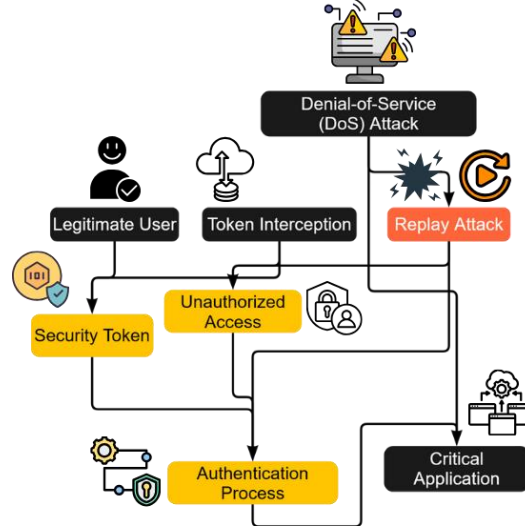 Denial-of-Service
(DoS) Attack
Legitimate User
Token Interception
Replay Attack
Unauthorized
Access
Security Token
Authentication
Process
Critical
Application